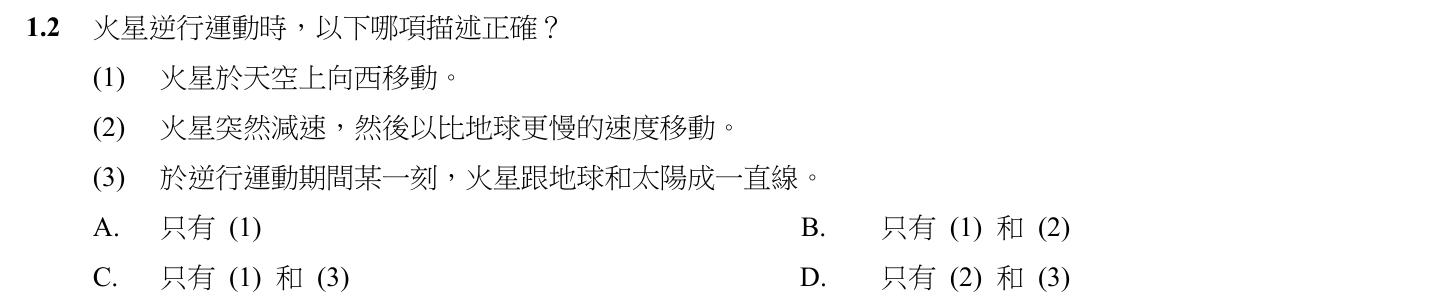 1.2 火星逆行運動時，以下哪項描述正確？
(1) 火星於天空上向西移動。
(2) 火星突然減速，然後以比地球更慢的速度移動。
(3) 於逆行運動期間某一刻，火星跟地球和太陽成一直線。
A. 只有 (1) B. 只有 (1) 和 (2)
C. 只有 (1) 和 (3) D. 只有 (2) 和 (3)